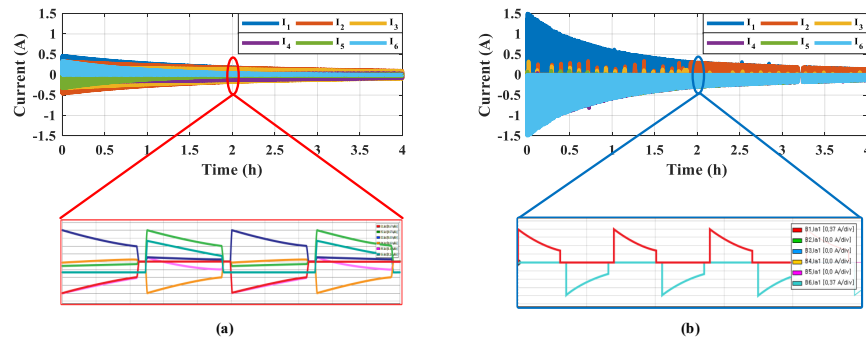 I1 I2 I3
I4 I5 I6
Current (A)
1.5
1
0.5
0
-0.5
-1
-1.5
0 0.5 1 1.5 2 2.5 3 3.5 4
Time (h)
(a)
I1 I2 I3
I4 I5 I6
Current (A)
1.5
1
0.5
0
-0.5
-1
-1.5
0 0.5 1 1.5 2 2.5 3 3.5 4
Time (h)
B1.Ia1 [0,37 A/div]
B2.Ia1 [0,0 A/div]
B3.Ia1 [0,0 A/div]
B4.Ia1 [0,0 A/div]
B5.Ia1 [0,0 A/div]
B6.Ia1 [0,37 A/div]
(b)